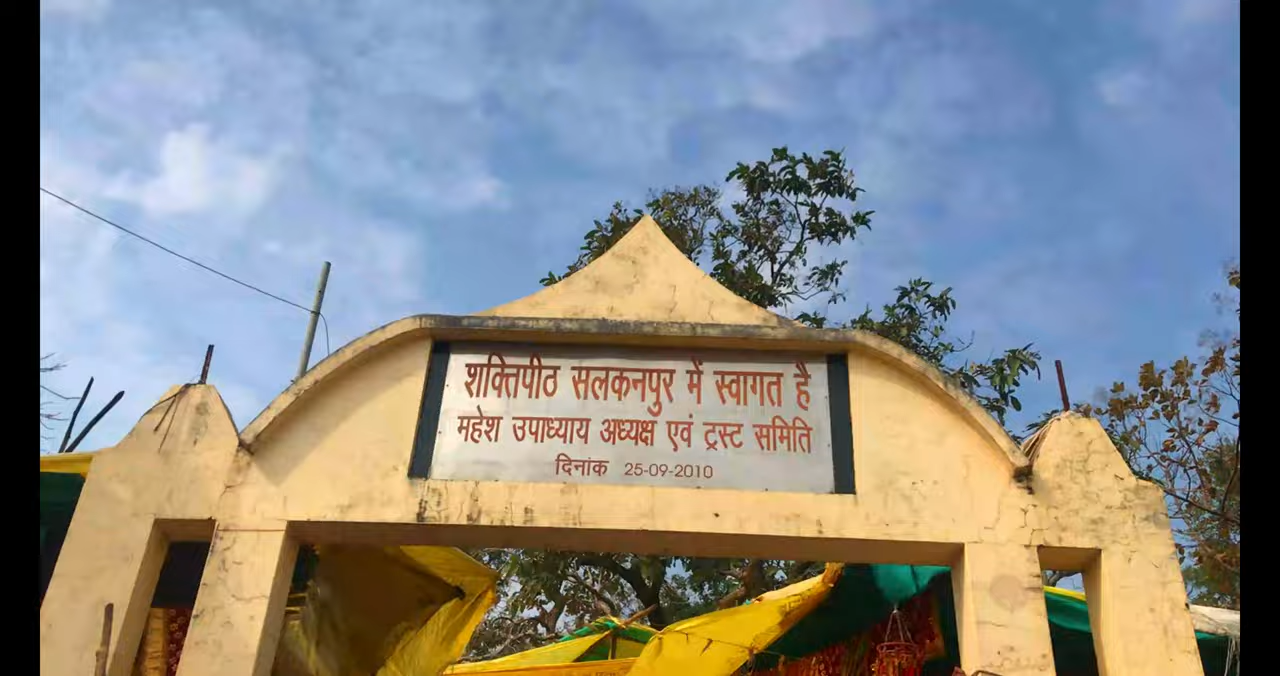 शक्तिपीठ सलकनपुर में स्वागत है
महेश उपाध्याय अध्यक्ष एवं ट्रस्ट समिति
दिनांक 25-09-2010